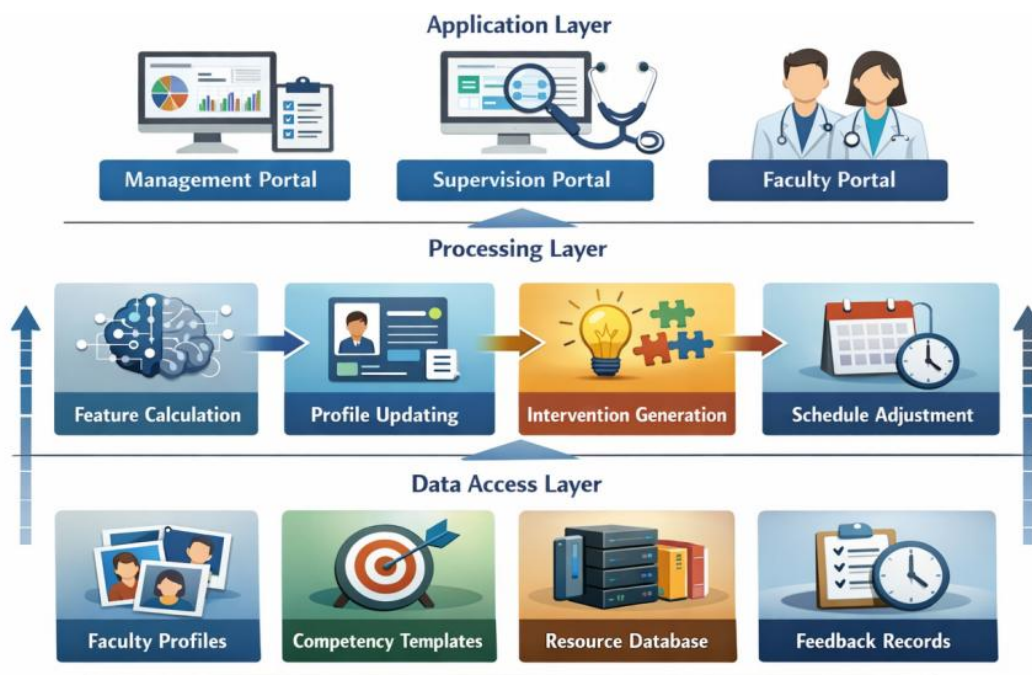 Application Layer
Management Portal
Supervision Portal
Faculty Portal
Processing Layer
Feature Calculation
Profile Updating
Intervention Generation
Schedule Adjustment
Data Access Layer
Faculty Profiles
Competency Templates
Resource Database
Feedback Records